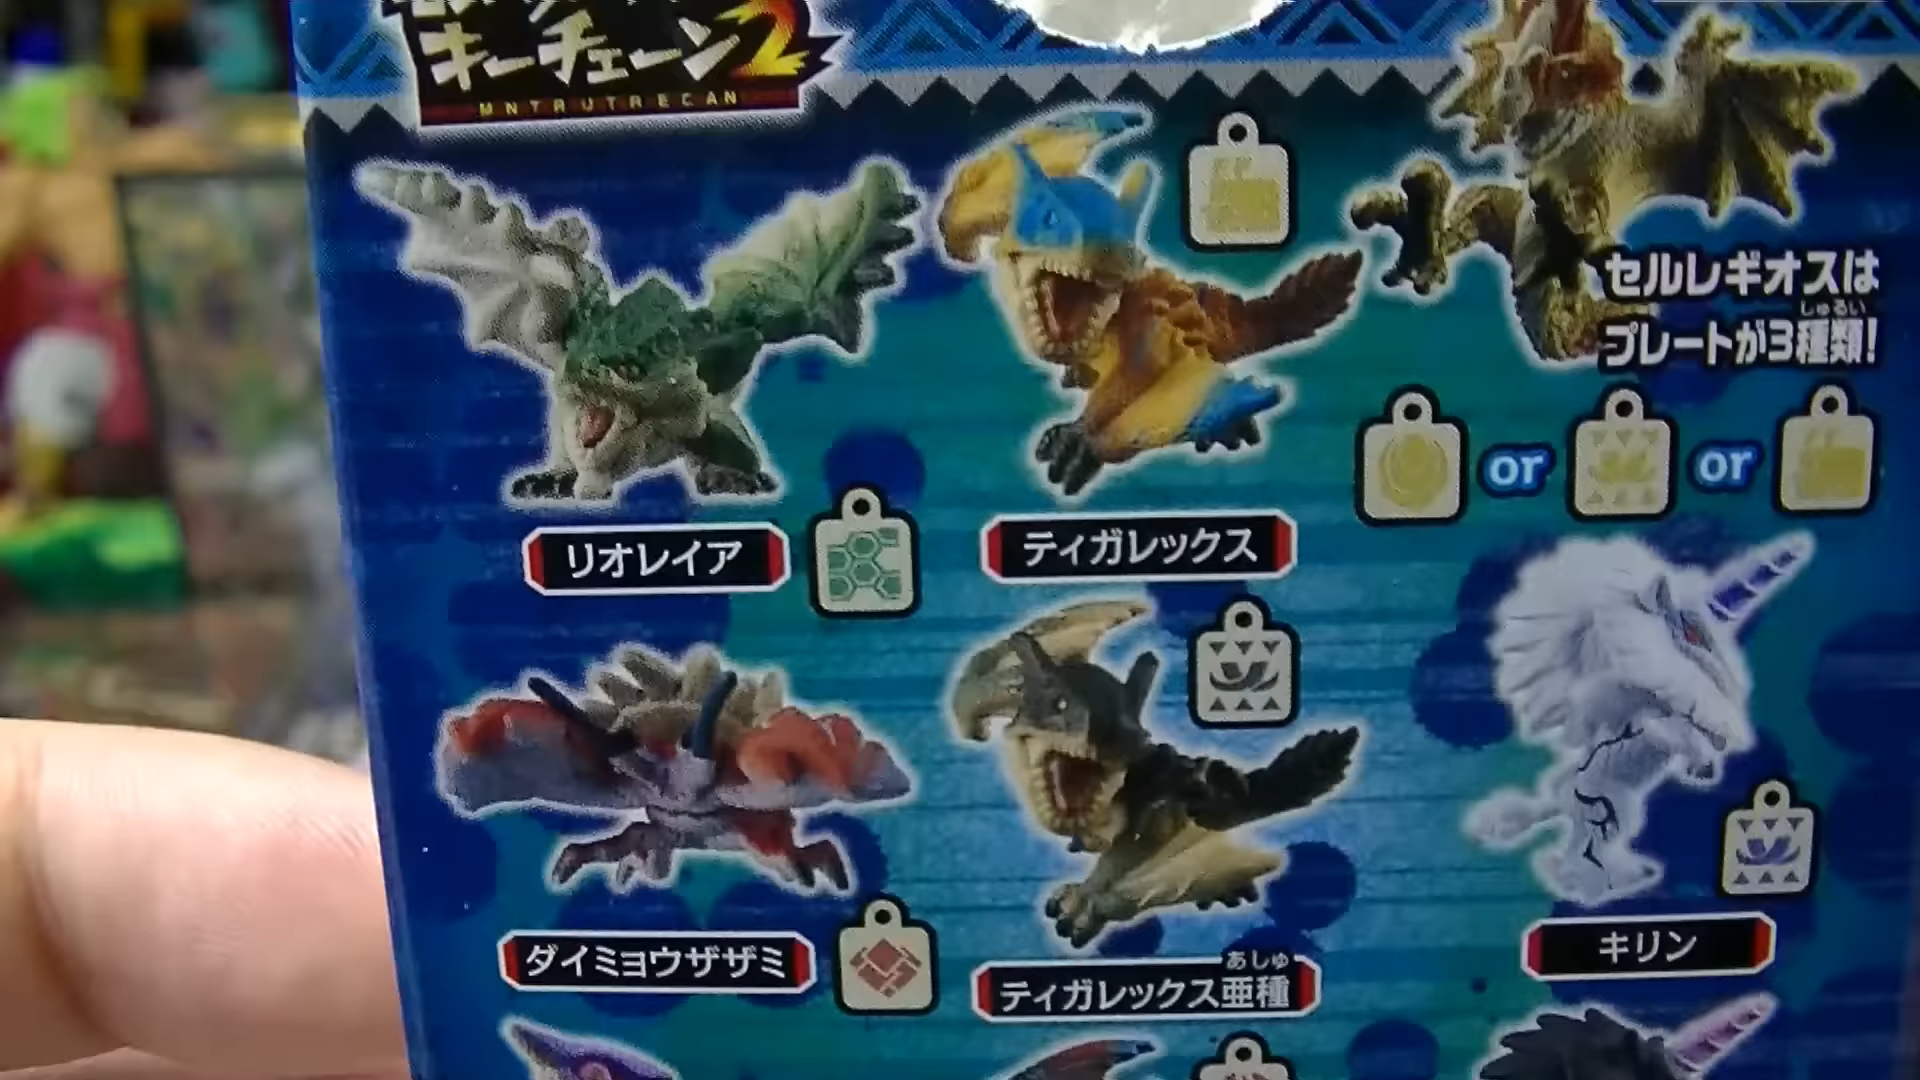 キーチェーン2
MNTRUTRECAN
セルレギオスは
しゅるい
プレートが3種類!
or
or
リオレイア
ティガレックス
ダイミョウザザミ
あしゅ
ティガレックス亜種
キリン